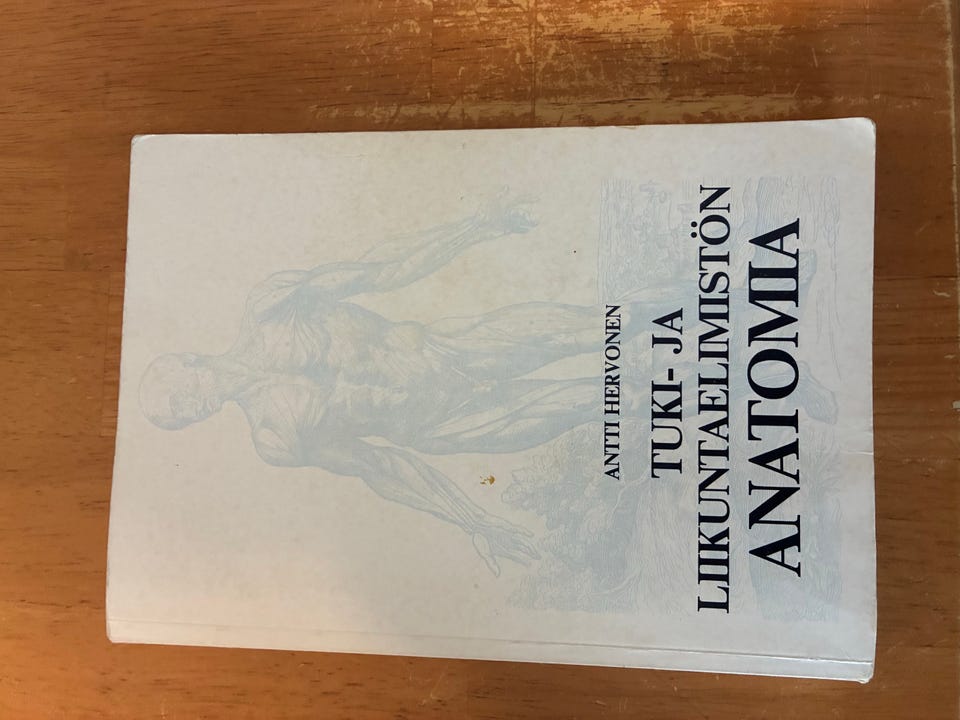 ANTTI HERVONEN
TUKI- JA
LIIKUNTAELIMISTÖN
ANATOMIA